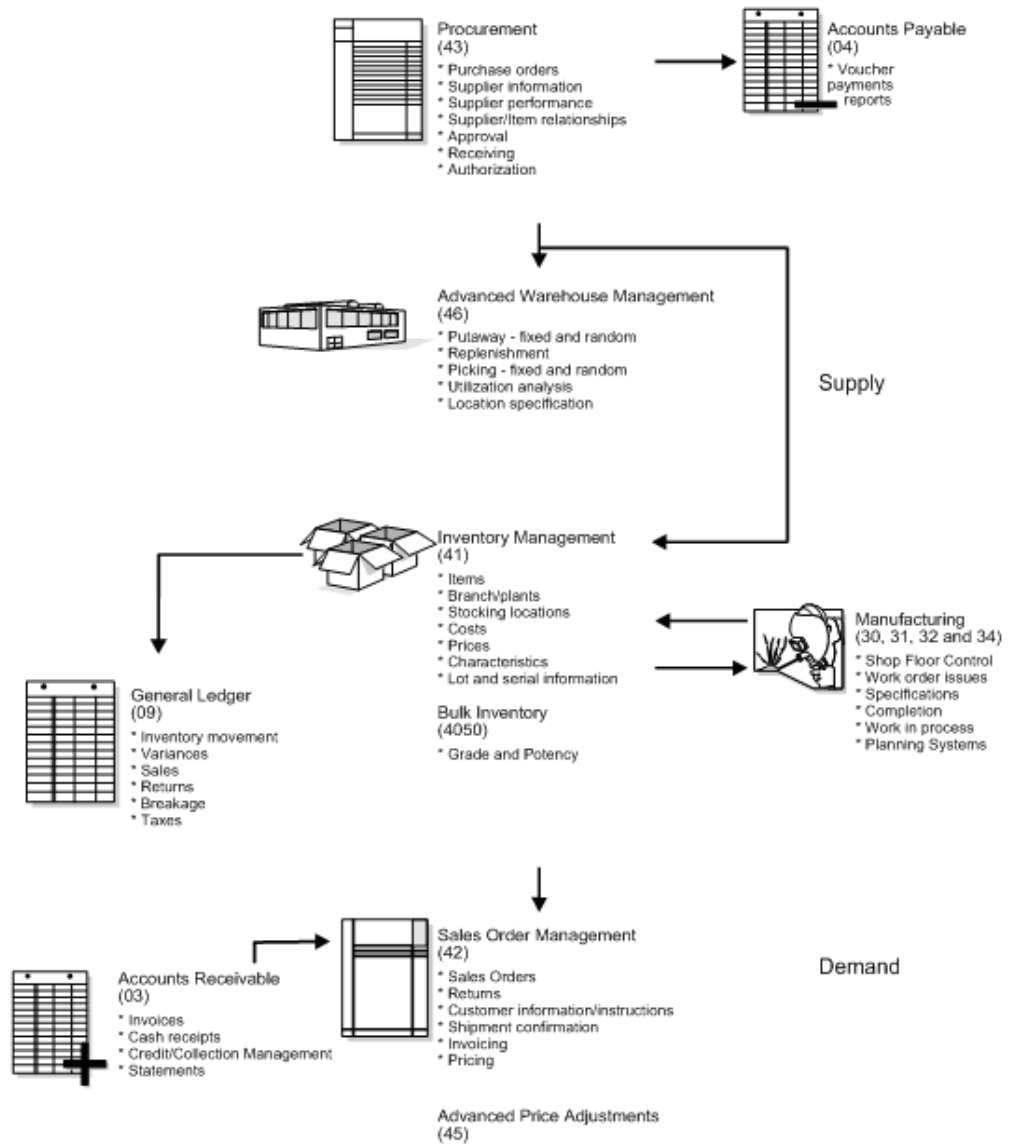 Procurement
(43)
* Purchase orders
* Supplier information
* Supplier performance
* Supplier/Item relationships
* Approval
* Receiving
* Authorization
Accounts Payable
(04)
* Voucher
payments
reports
Advanced Warehouse Management
(46)
* Putaway - fixed and random
* Replenishment
* Picking - fixed and random
* Utilization analysis
* Location specification
Supply
Inventory Management
(41)
* Items
* Branch/plants
* Stocking locations
* Costs
* Prices
* Characteristics
* Lot and serial information
Bulk Inventory
(4050)
* Grade and Potency
Manufacturing
(30, 31, 32 and 34)
* Shop Floor Control
* Work order issues
* Specifications
* Completion
* Work in process
* Planning Systems
General Ledger
(09)
* Inventory movement
* Variances
* Sales
* Returns
* Breakage
* Taxes
Sales Order Management
(42)
* Sales Orders
* Returns
* Customer information/instructions
* Shipment confirmation
* Invoicing
* Pricing
Demand
Accounts Receivable
(03)
* Invoices
* Cash receipts
* Credit/Collection Management
* Statements
Advanced Price Adjustments
(45)